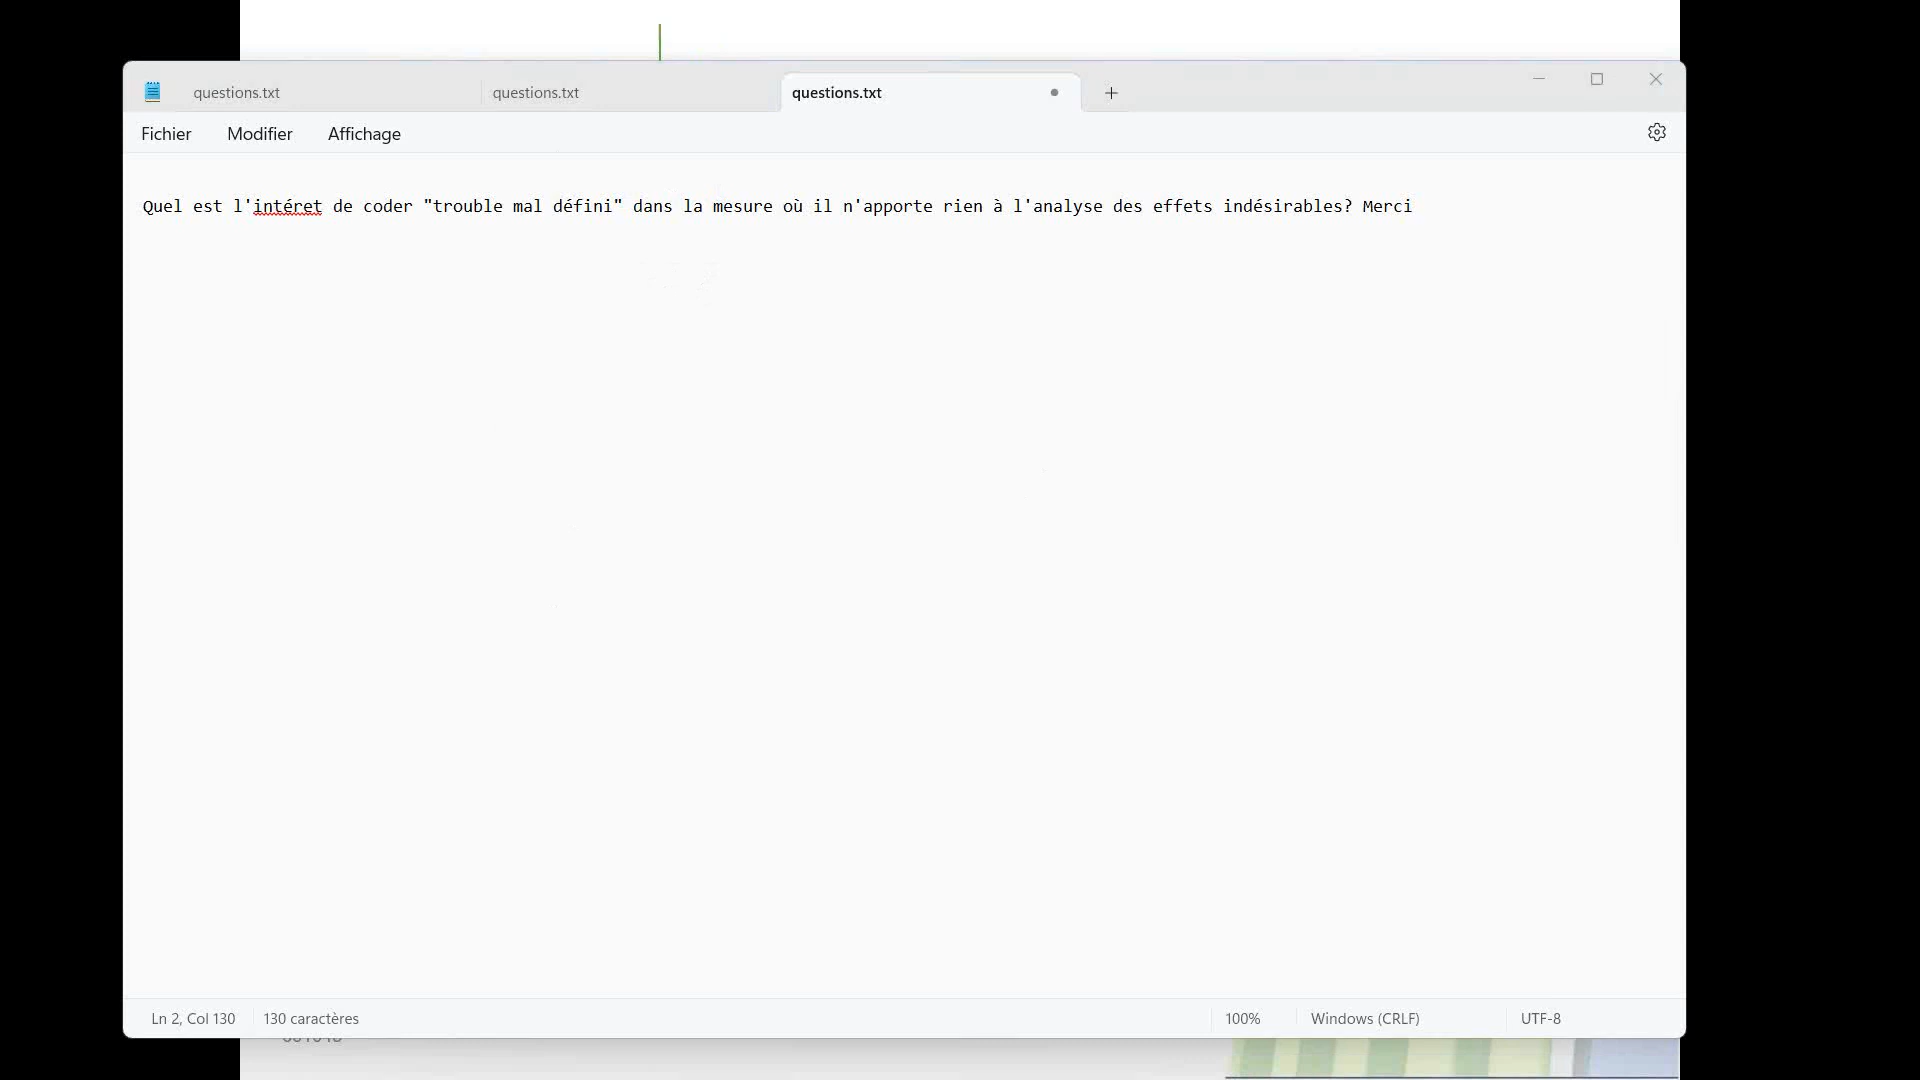 questions.txt
questions.txt
questions.txt
Fichier Modifier Affichage
Quel est l'intéret de coder "trouble mal défini" dans la mesure où il n'apporte rien à l'analyse des effets indésirables? Merci
Ln 2, Col 130
130 caractères
100%
Windows (CRLF)
UTF-8